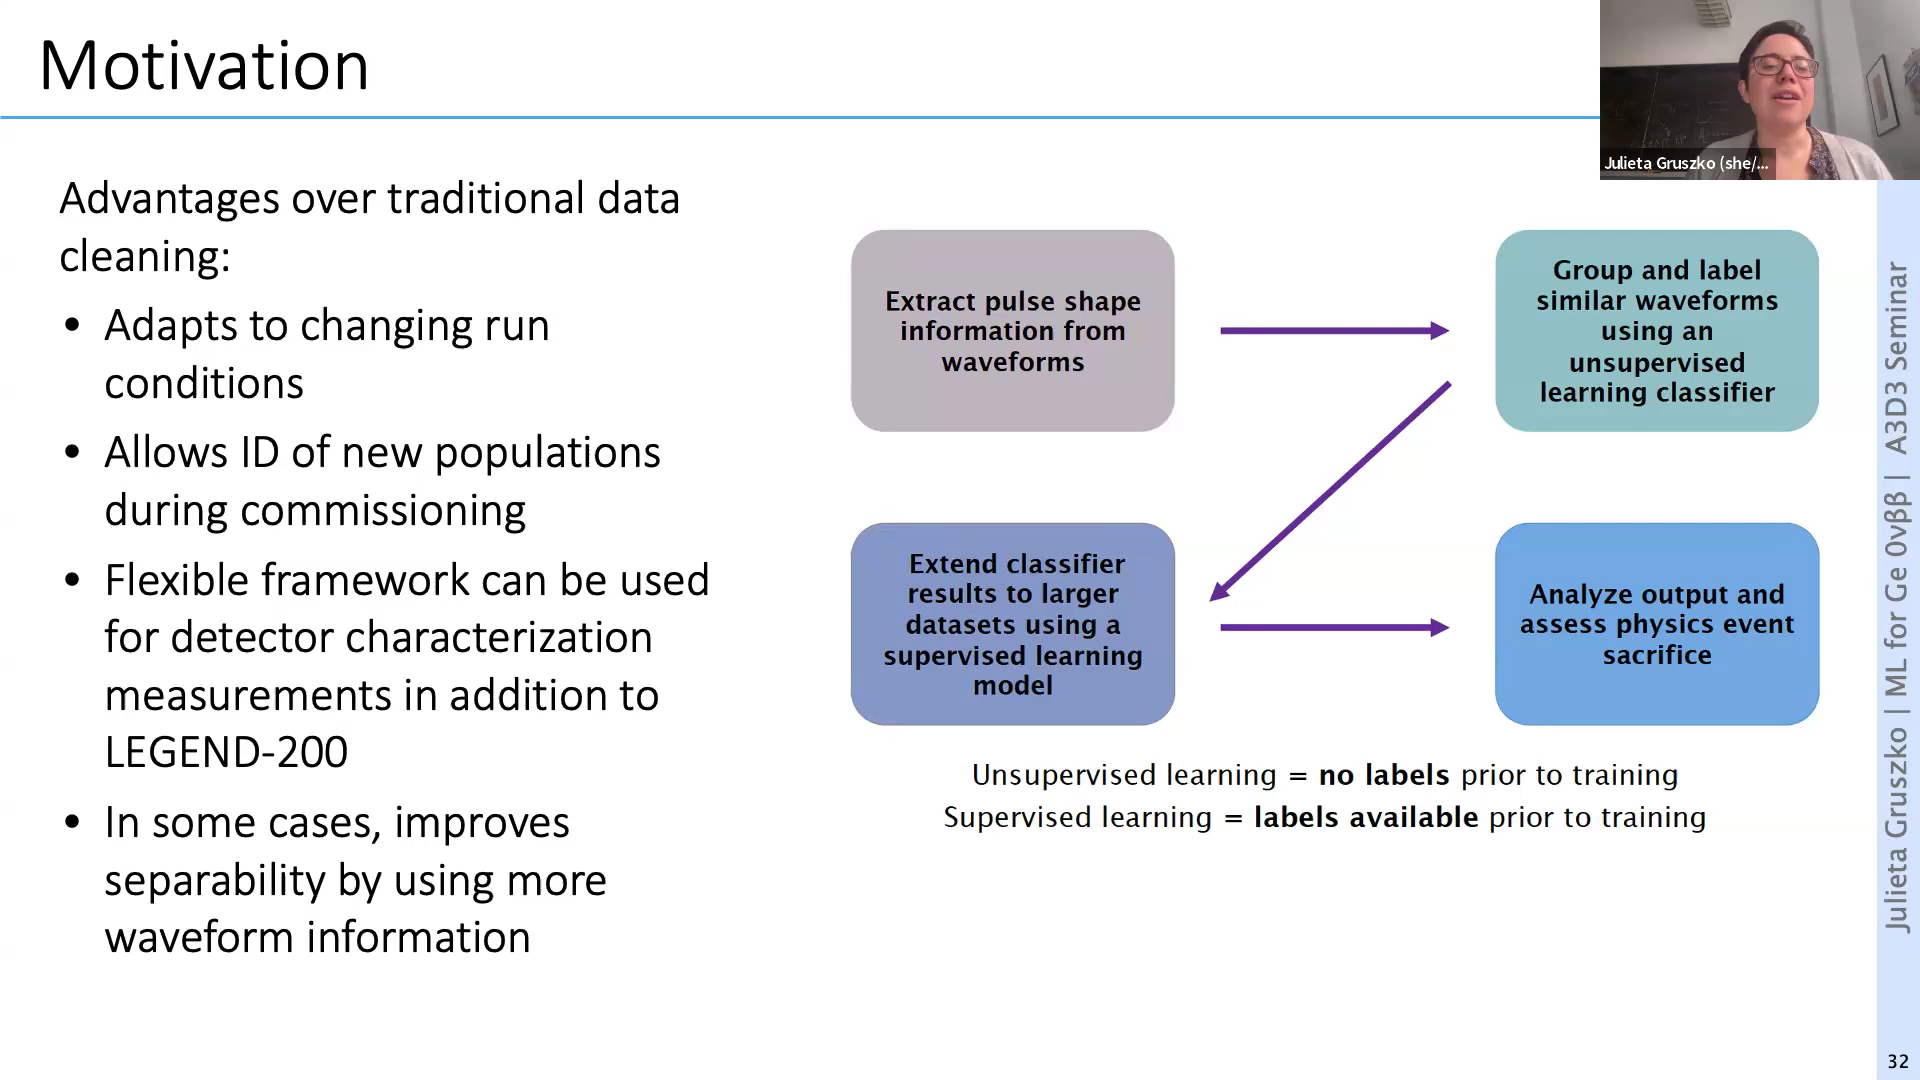 Motivation
Julieta Gruszko (she/...
Advantages over traditional data
cleaning:
• Adapts to changing run
conditions
• Allows ID of new populations
during commissioning
• Flexible framework can be used
for detector characterization
measurements in addition to
LEGEND-200
• In some cases, improves
separability by using more
waveform information
Extract pulse shape
information from
waveforms
Group and label
similar waveforms
using an
unsupervised
learning classifier
Extend classifier
results to larger
datasets using a
supervised learning
model
Analyze output and
assess physics event
sacrifice
Unsupervised learning = no labels prior to training
Supervised learning = labels available prior to training
Julieta Gruszko | ML for Ge 0νββ | A3D3 Seminar
32